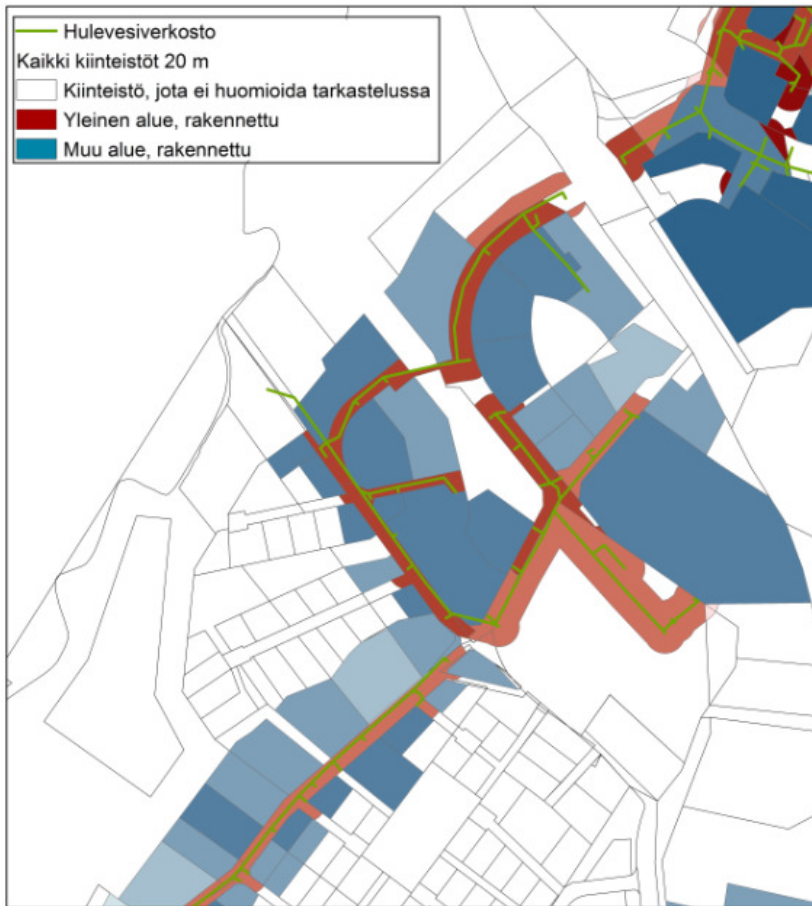 Hulevesiverkosto
Kaikki kiinteistöt 20 m
Kiinteistö, jota ei huomioida tarkastelussa
Yleinen alue, rakennettu
Muu alue, rakennettu